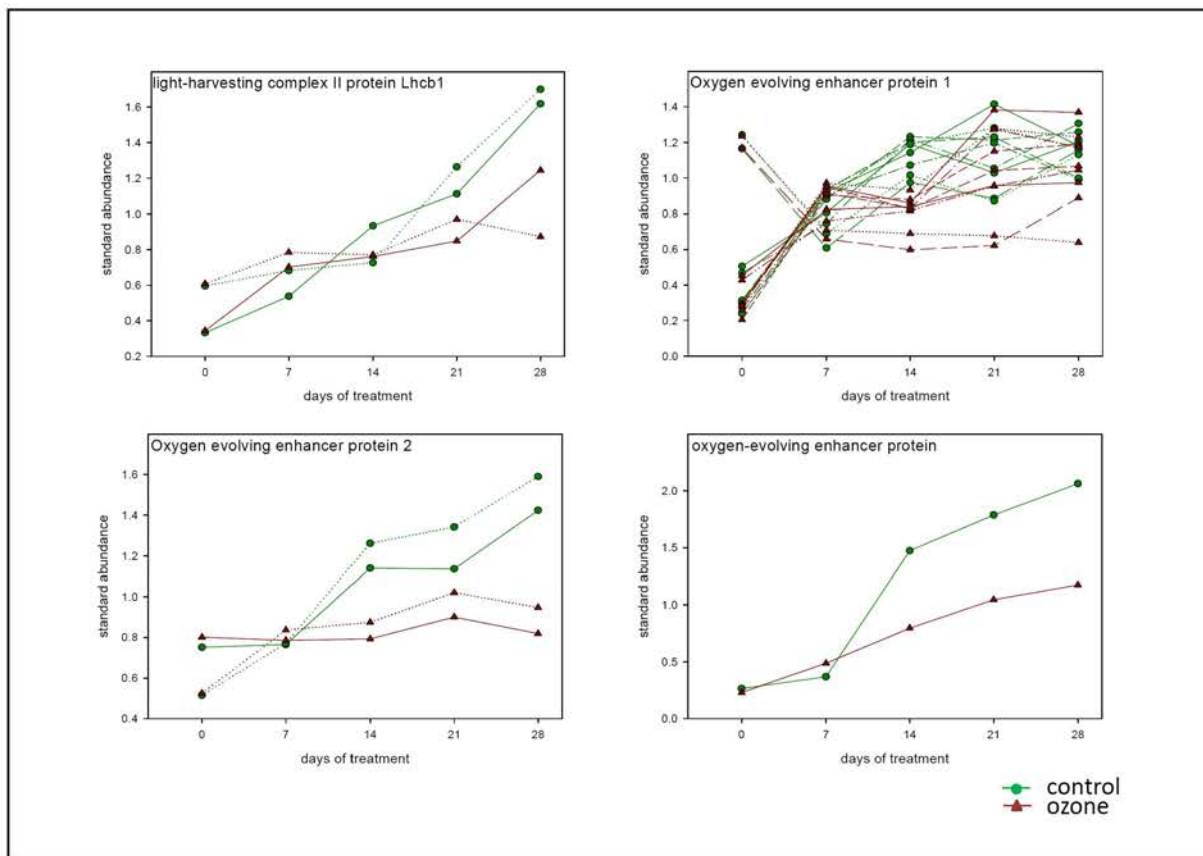 light-harvesting complex II protein Lhcb1
standard abundance
1.6
1.4
1.2
1.0
0.8
0.6
0.4
0.2
0 7 14 21 28
days of treatment
Oxygen evolving enhancer protein 1
standard abundance
1.4
1.2
1.0
0.8
0.6
0.4
0.2
0.0
0 7 14 21 28
days of treatment
Oxygen evolving enhancer protein 2
standard abundance
1.6
1.4
1.2
1.0
0.8
0.6
0.4
0 7 14 21 28
days of treatment
oxygen-evolving enhancer protein
standard abundance
2.0
1.5
1.0
0.5
0.0
0 7 14 21 28
days of treatment
control
ozone